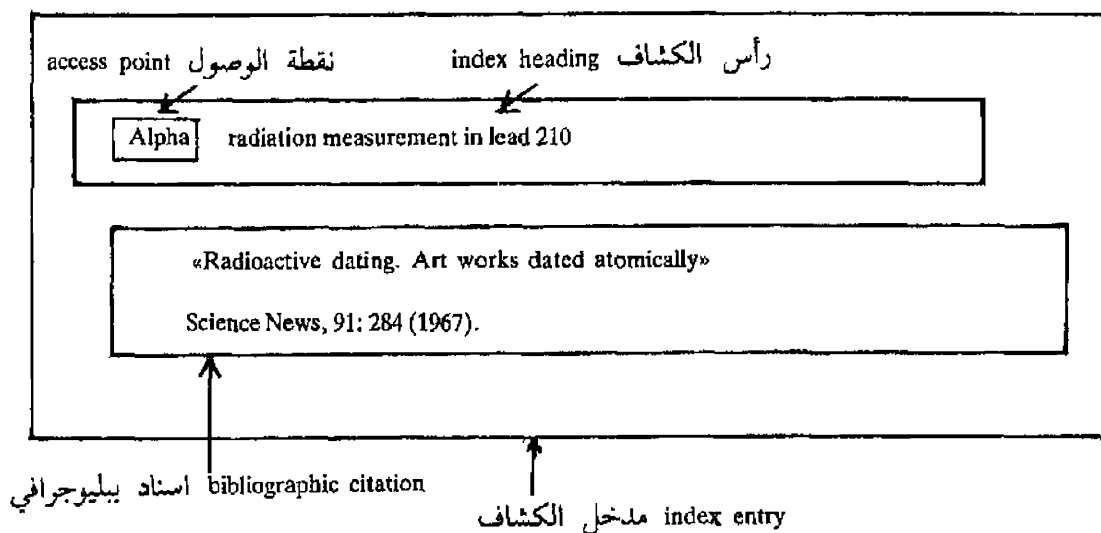 access point نقطة الوصول
index heading رأس الكشاف
Alpha radiation measurement in lead 210
«Radioactive dating. Art works dated atomically»
Science News, 91: 284 (1967).
اسناد ببليوجرافي bibliographic citation
مدخل الكشاف index entry